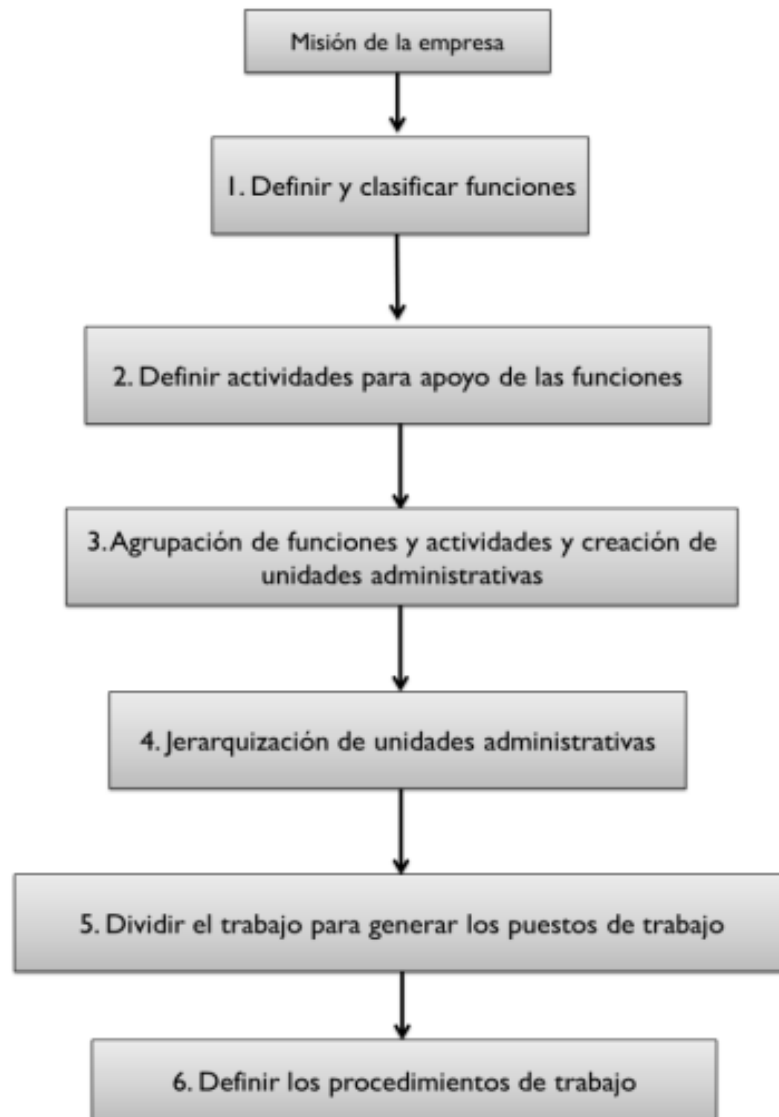 Misión de la empresa
1. Definir y clasificar funciones
2. Definir actividades para apoyo de las funciones
3. Agrupación de funciones y actividades y creación de
unidades administrativas
4. Jerarquización de unidades administrativas
5. Dividir el trabajo para generar los puestos de trabajo
6. Definir los procedimientos de trabajo